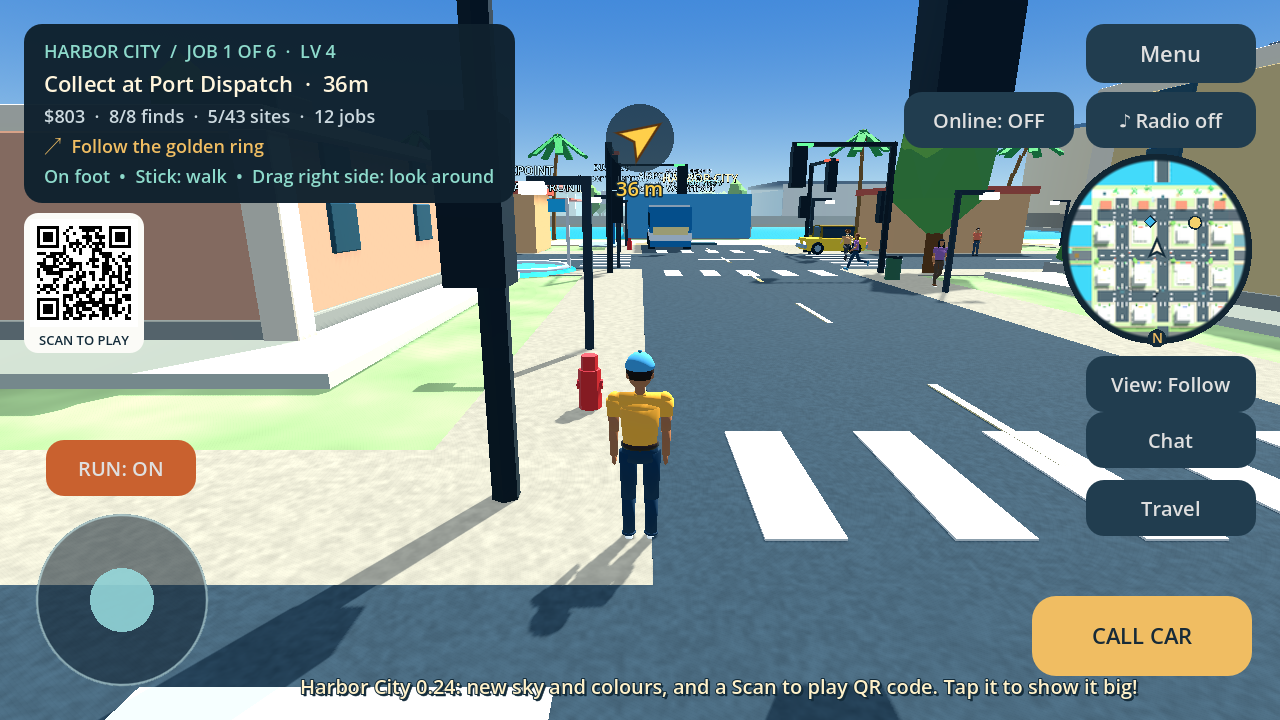 HARBOR CITY / JOB 1 OF 6 · LV 4
Collect at Port Dispatch · 36m
$803 · 8/8 finds · 5/43 sites · 12 jobs
↗ Follow the golden ring
On foot • Stick: walk • Drag right side: look around
SCAN TO PLAY
36 m
Menu
Online: OFF
♪ Radio off
N
View: Follow
Chat
Travel
RUN: ON
CALL CAR
Harbor City 0.24: new sky and colours, and a Scan to play QR code. Tap it to show it big!